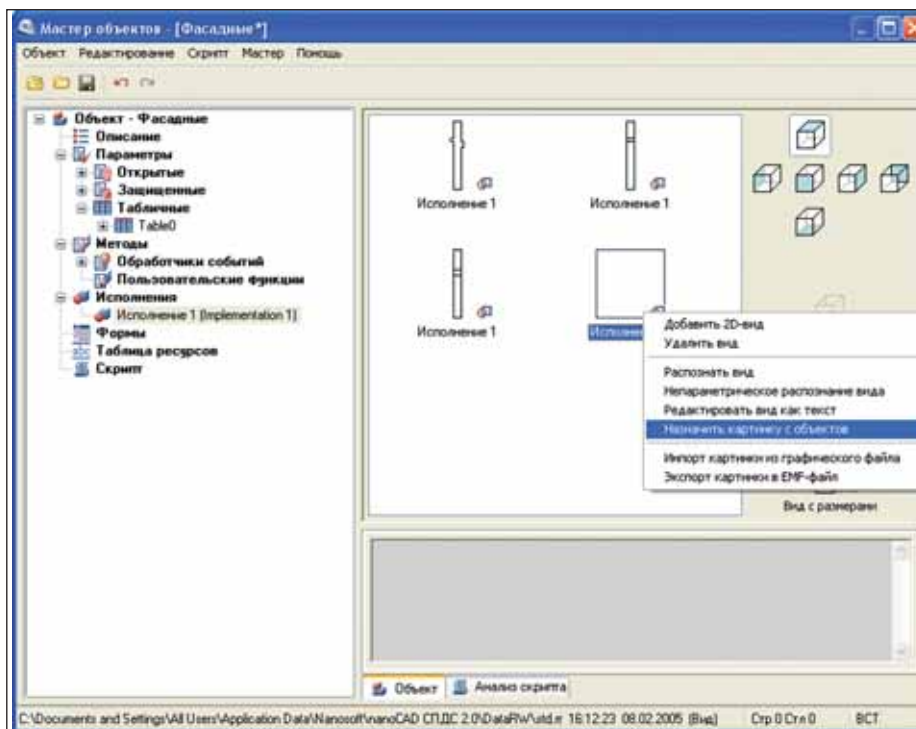 Мастер объектов - [Фасадные*]
Объект Редактирование Скрипт Мастер Помощь
Объект - Фасадные
Описание
Параметры
Открытые
Защищенные
Табличные
Table0
Методы
Обработчики событий
Пользовательские функции
Исполнения
Исполнение 1 (Implementation 1)
Формы
Таблица ресурсов
Скрипт
Исполнение 1
Исполнение 1
Исполнение 1
Добавить 2D-вид
Удалить вид
Распознать вид
Непараметрическое распознание вида
Редактировать вид как текст
Назначить картинку с объектов
Импорт картинки из графического файла
Экспорт картинки в EMF-файл
Вид с размерами
Объект Анализ скрипта
C:\Documents and Settings\All Users\Application Data\Nanosoft\nanoCAD СПДС 2.0\DataRW\ 16:12:23 08.02.2005 (Вид) Стр 0 Стл 0 ВСТ